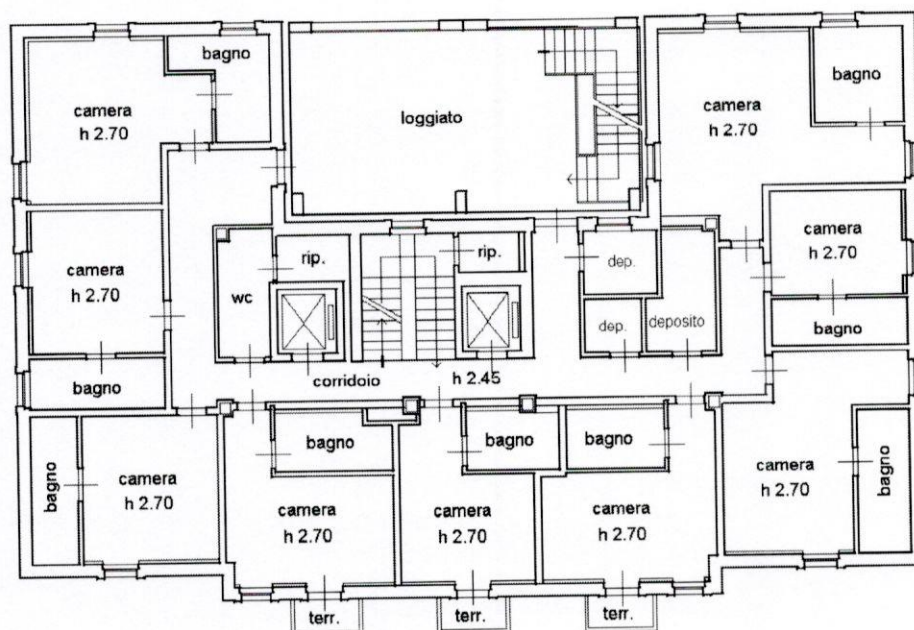 bagno
camera
h 2.70
loggiato
camera
h 2.70
bagno
camera
h 2.70
wc
rip.
rip.
dep.
dep.
deposito
camera
h 2.70
bagno
bagno
corridoio
h 2.45
bagno
camera
h 2.70
bagno
camera
h 2.70
bagno
camera
h 2.70
bagno
camera
h 2.70
camera
h 2.70
bagno
terr.
terr.
terr.